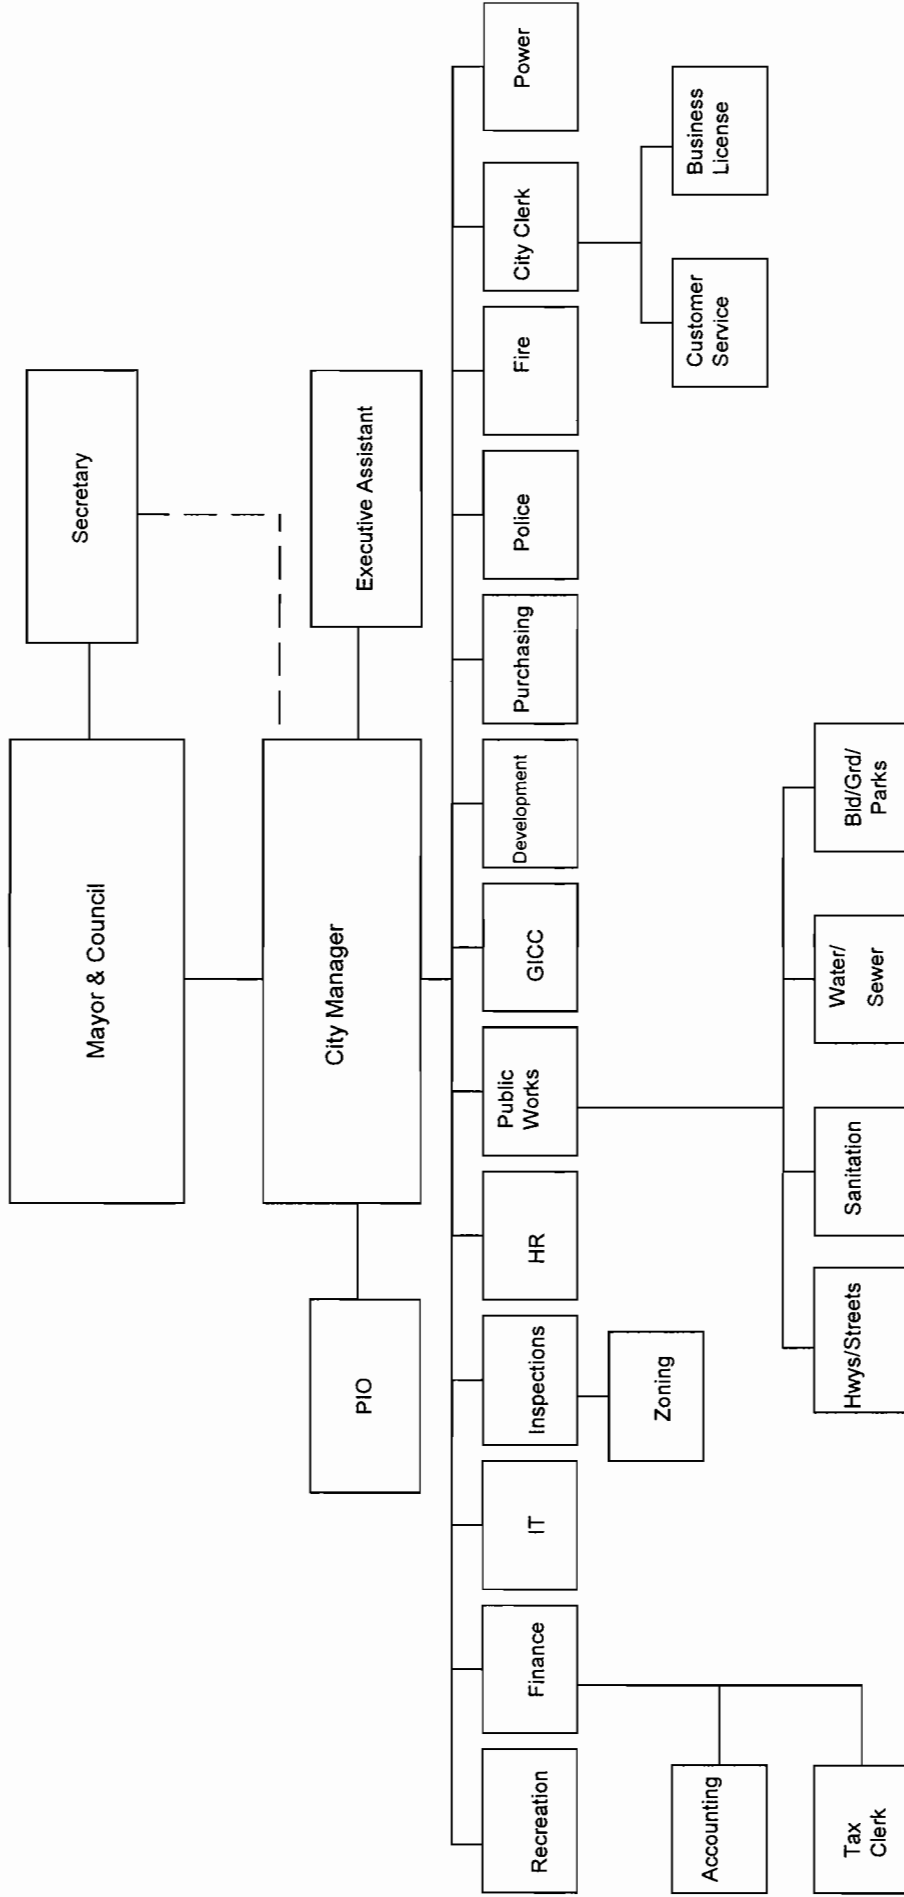 Mayor & Council
Secretary
City Manager
PIO
Executive Assistant
Recreation
Finance
IT
Inspections
HR
Public
Works
GICC
Development
Purchasing
Police
Fire
City Clerk
Power
Zoning
Accounting
Tax
Clerk
Hwys/Streets
Sanitation
Water/
Sewer
Bld/Grd/
Parks
Customer
Service
Business
License